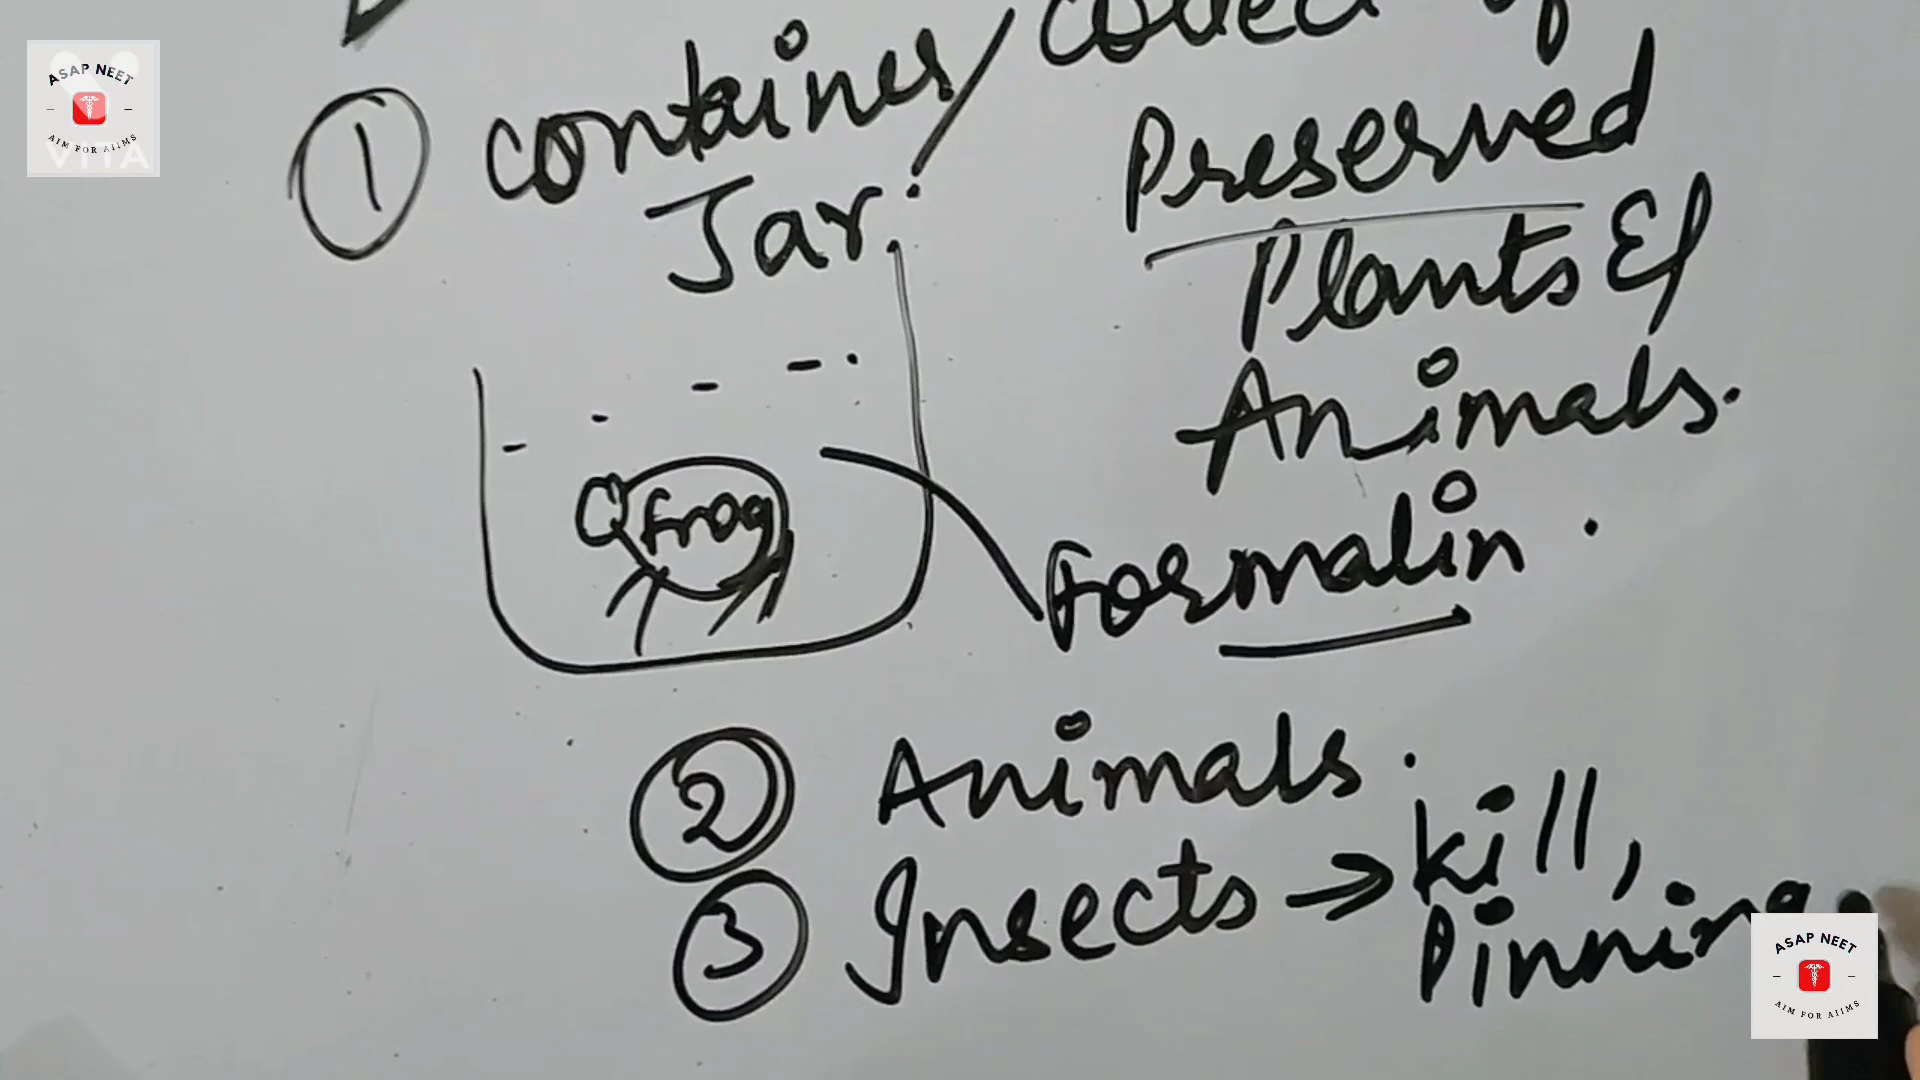 ASAP NEET
AIM FOR AIIMS
VITA
① container/
Jar.
Preserved
Plants &
Animals.
Frog
Formalin.
② Animals.
③ Insects → kill,
Pinning
ASAP NEET
AIM FOR AIIMS